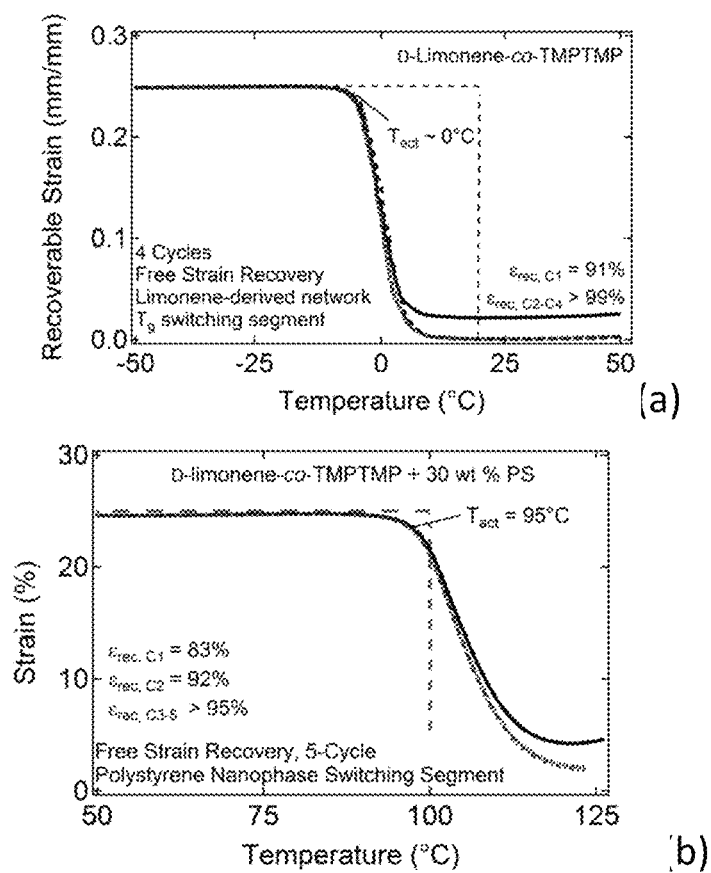 0.3
0.2
0.1
0.0
Recoverable Strain (mm/mm)
D-Limonene-co-TMPTMP
T_act ~ 0°C
4 Cycles
Free Strain Recovery
Limonene-derived network
T_g switching segment
ε_rec, C1 = 91%
ε_rec, C2-C4 > 99%
-50 -25 0 25 50
Temperature (°C)
(a)
30
20
10
0
Strain (%)
D-limonene-co-TMPTMP + 30 wt % PS
T_act = 95°C
ε_rec, C1 = 83%
ε_rec, C2 = 92%
ε_rec, C3-5 > 95%
Free Strain Recovery, 5-Cycle
Polystyrene Nanophase Switching Segment
50 75 100 125
Temperature (°C)
(b)